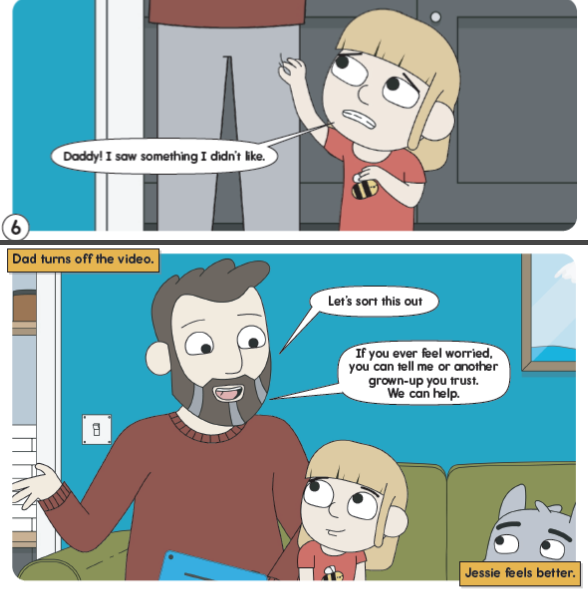 Daddy! I saw something I didn't like.
6
Dad turns off the video.
Let's sort this out
If you ever feel worried,
you can tell me or another
grown-up you trust.
We can help.
Jessie feels better.